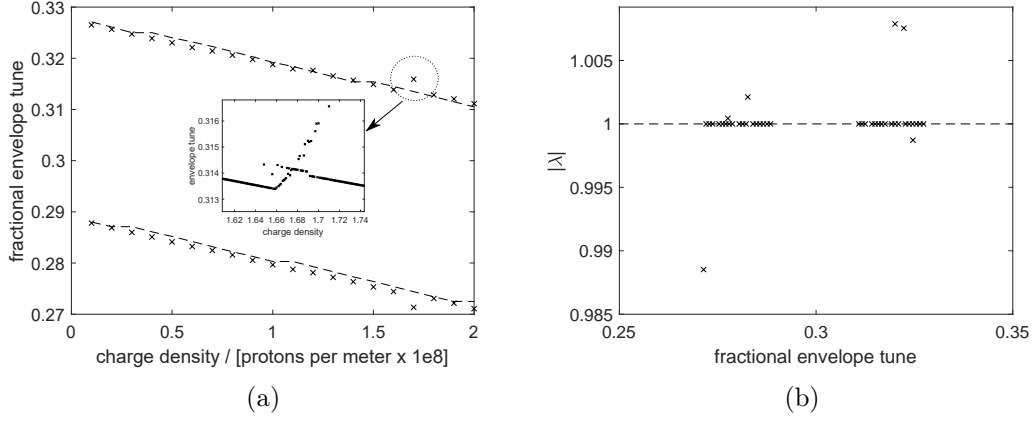 0.33
0.32
0.31
0.3
0.29
0.28
0.27
fractional envelope tune
0
0.5
1
1.5
2
charge density / [protons per meter x 1e8]
0.316
0.315
0.314
0.313
envelope tune
1.62 1.64 1.66 1.68 1.7 1.72 1.74
charge density
(a)
1.005
1
0.995
0.99
0.985
|λ|
0.25
0.3
0.35
fractional envelope tune
(b)